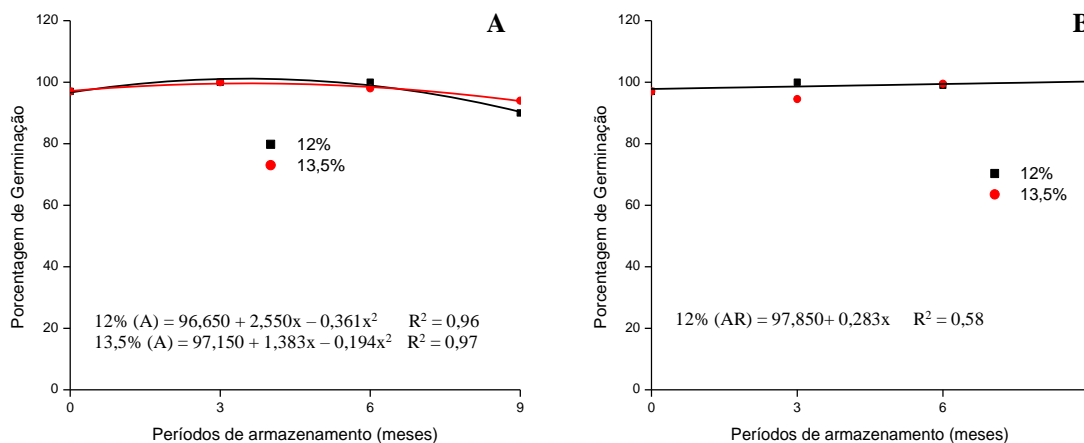 A
120
100
80
60
40
20
0
Porcentagem de Germinação
12%
13,5%
12% (A) = 96,650 + 2,550x – 0,361x² R² = 0,96
13,5% (A) = 97,150 + 1,383x – 0,194x² R² = 0,97
0 3 6 9
Períodos de armazenamento (meses)
B
120
100
80
60
40
20
0
Porcentagem de Germinação
12%
13,5%
12% (AR) = 97,850+ 0,283x R² = 0,58
0 3 6
Períodos de armazenamento (meses)